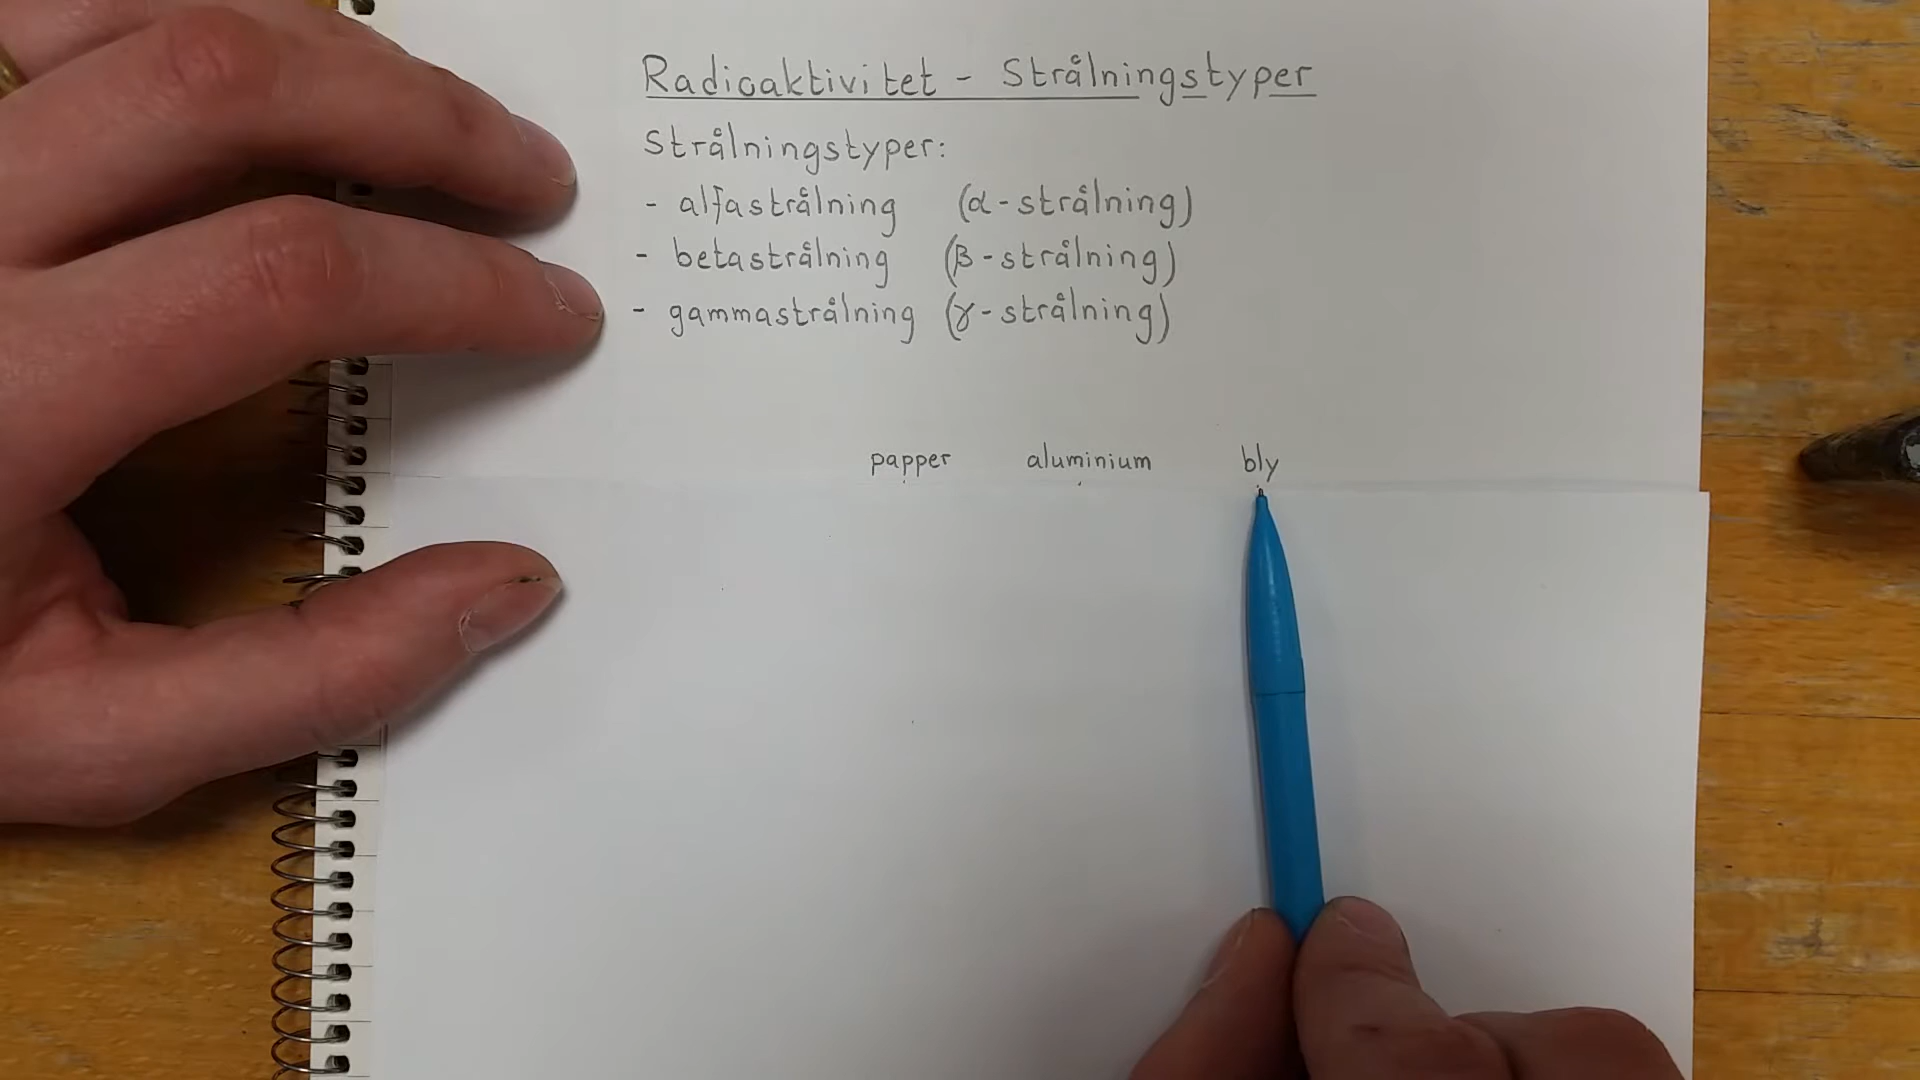 Radioaktivitet - Strålningstyper
Strålningstyper:
- alfastrålning (α-strålning)
- betastrålning (β-strålning)
- gammastrålning (γ-strålning)
papper aluminium bly